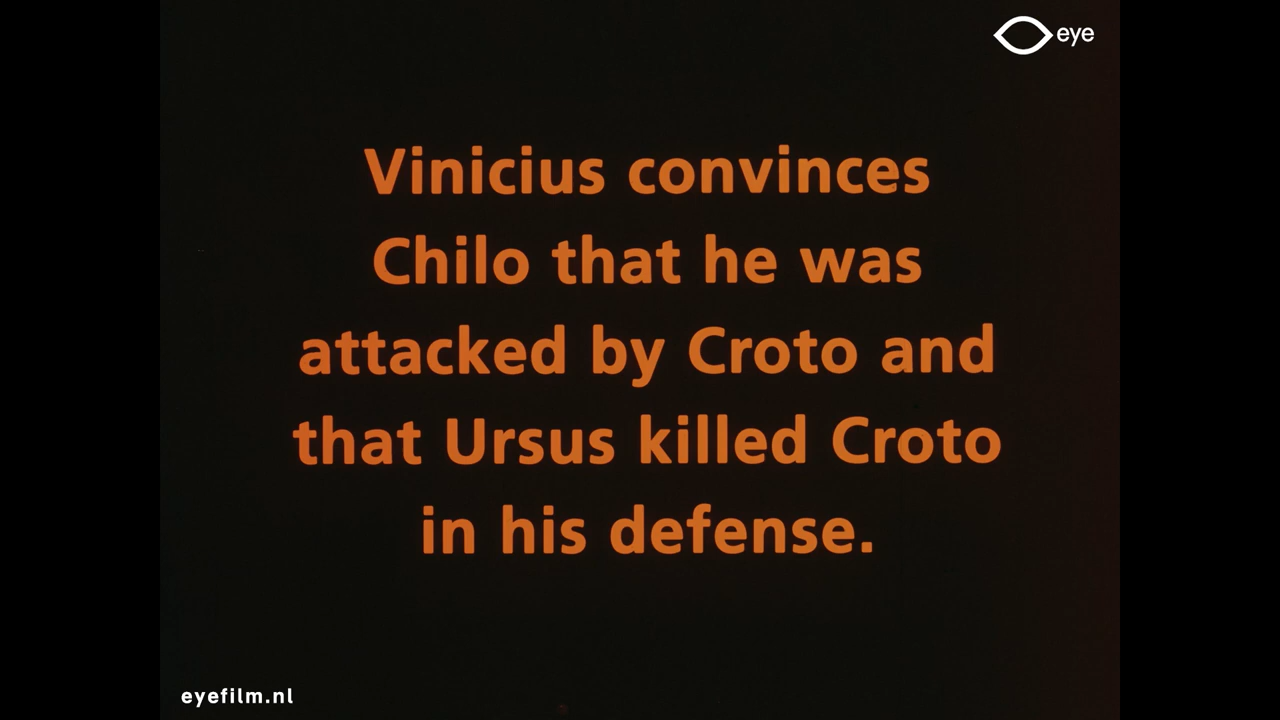 eye
Vinicius convinces
Chilo that he was
attacked by Croto and
that Ursus killed Croto
in his defense.
eyefilm.nl